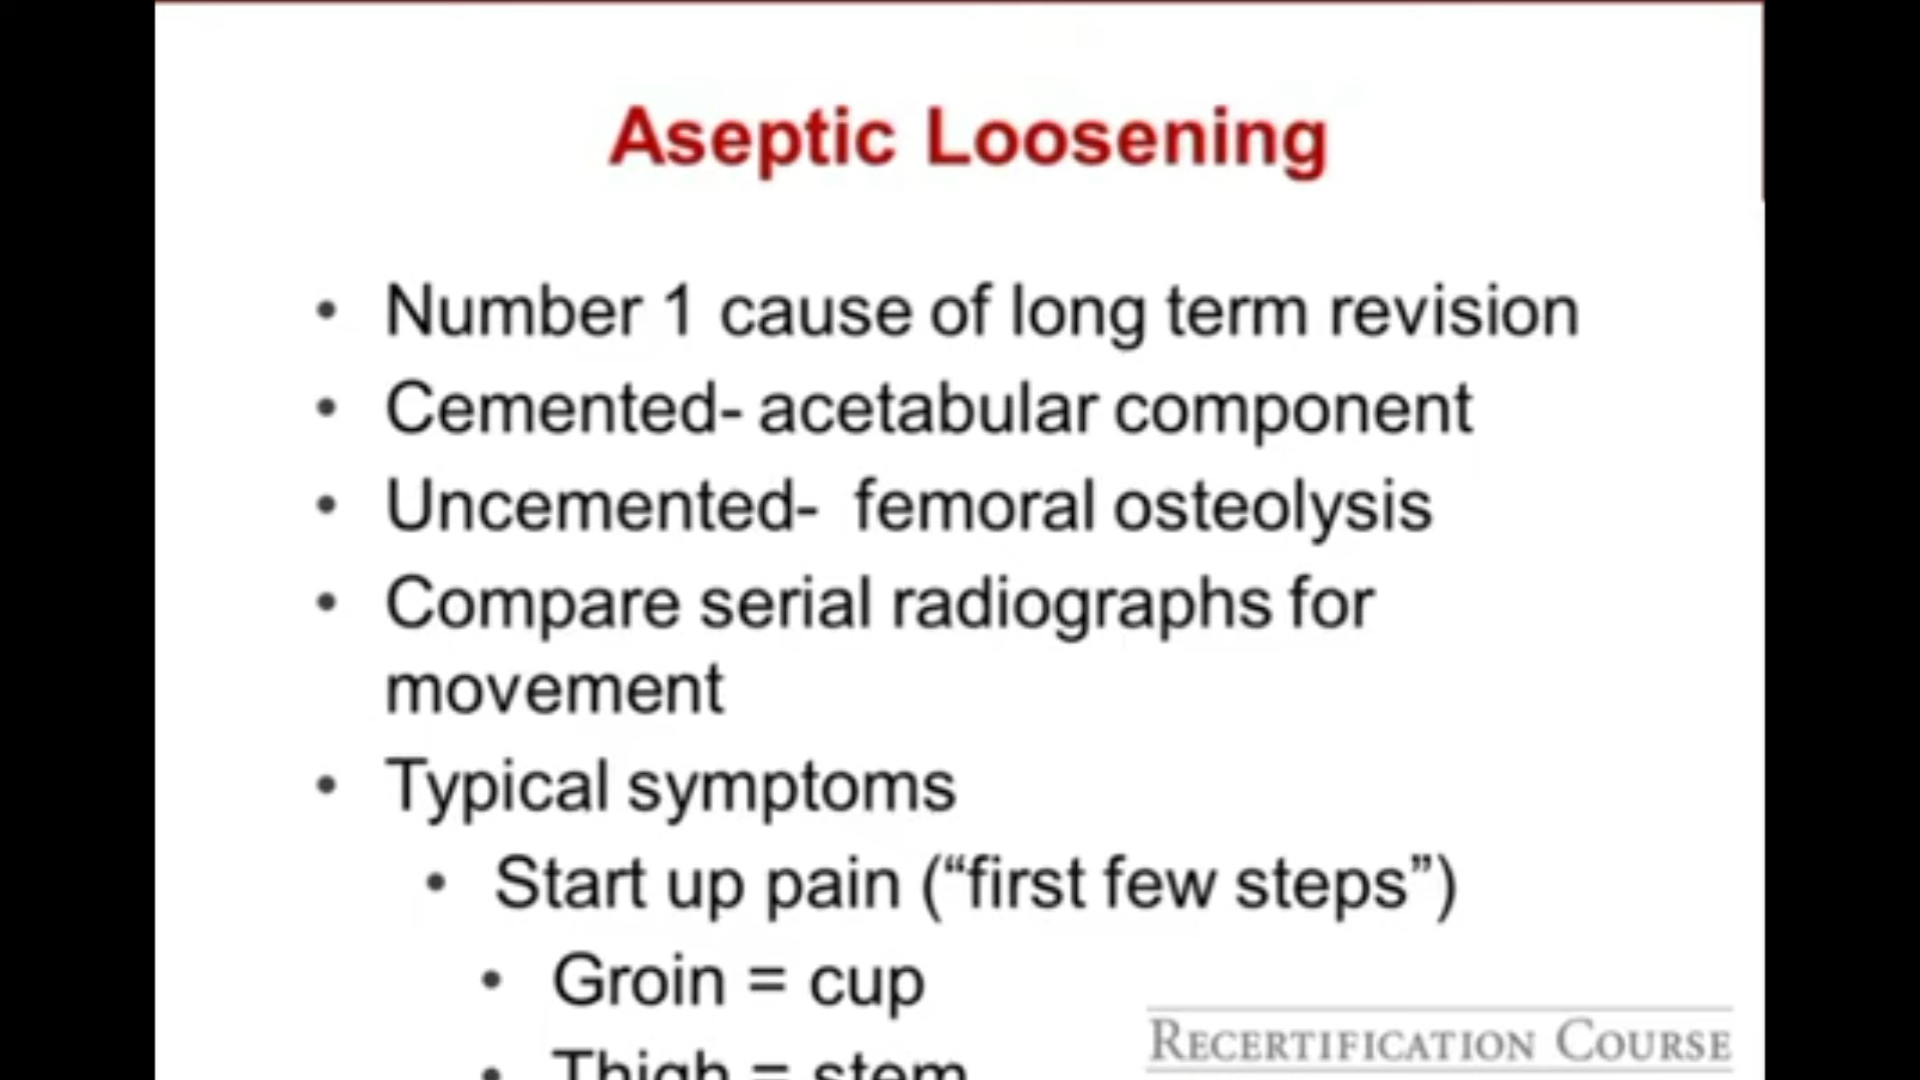 Aseptic Loosening
• Number 1 cause of long term revision
• Cemented- acetabular component
• Uncemented- femoral osteolysis
• Compare serial radiographs for
movement
• Typical symptoms
• Start up pain (“first few steps”)
• Groin = cup
• Thigh = stem
RECERTIFICATION COURSE